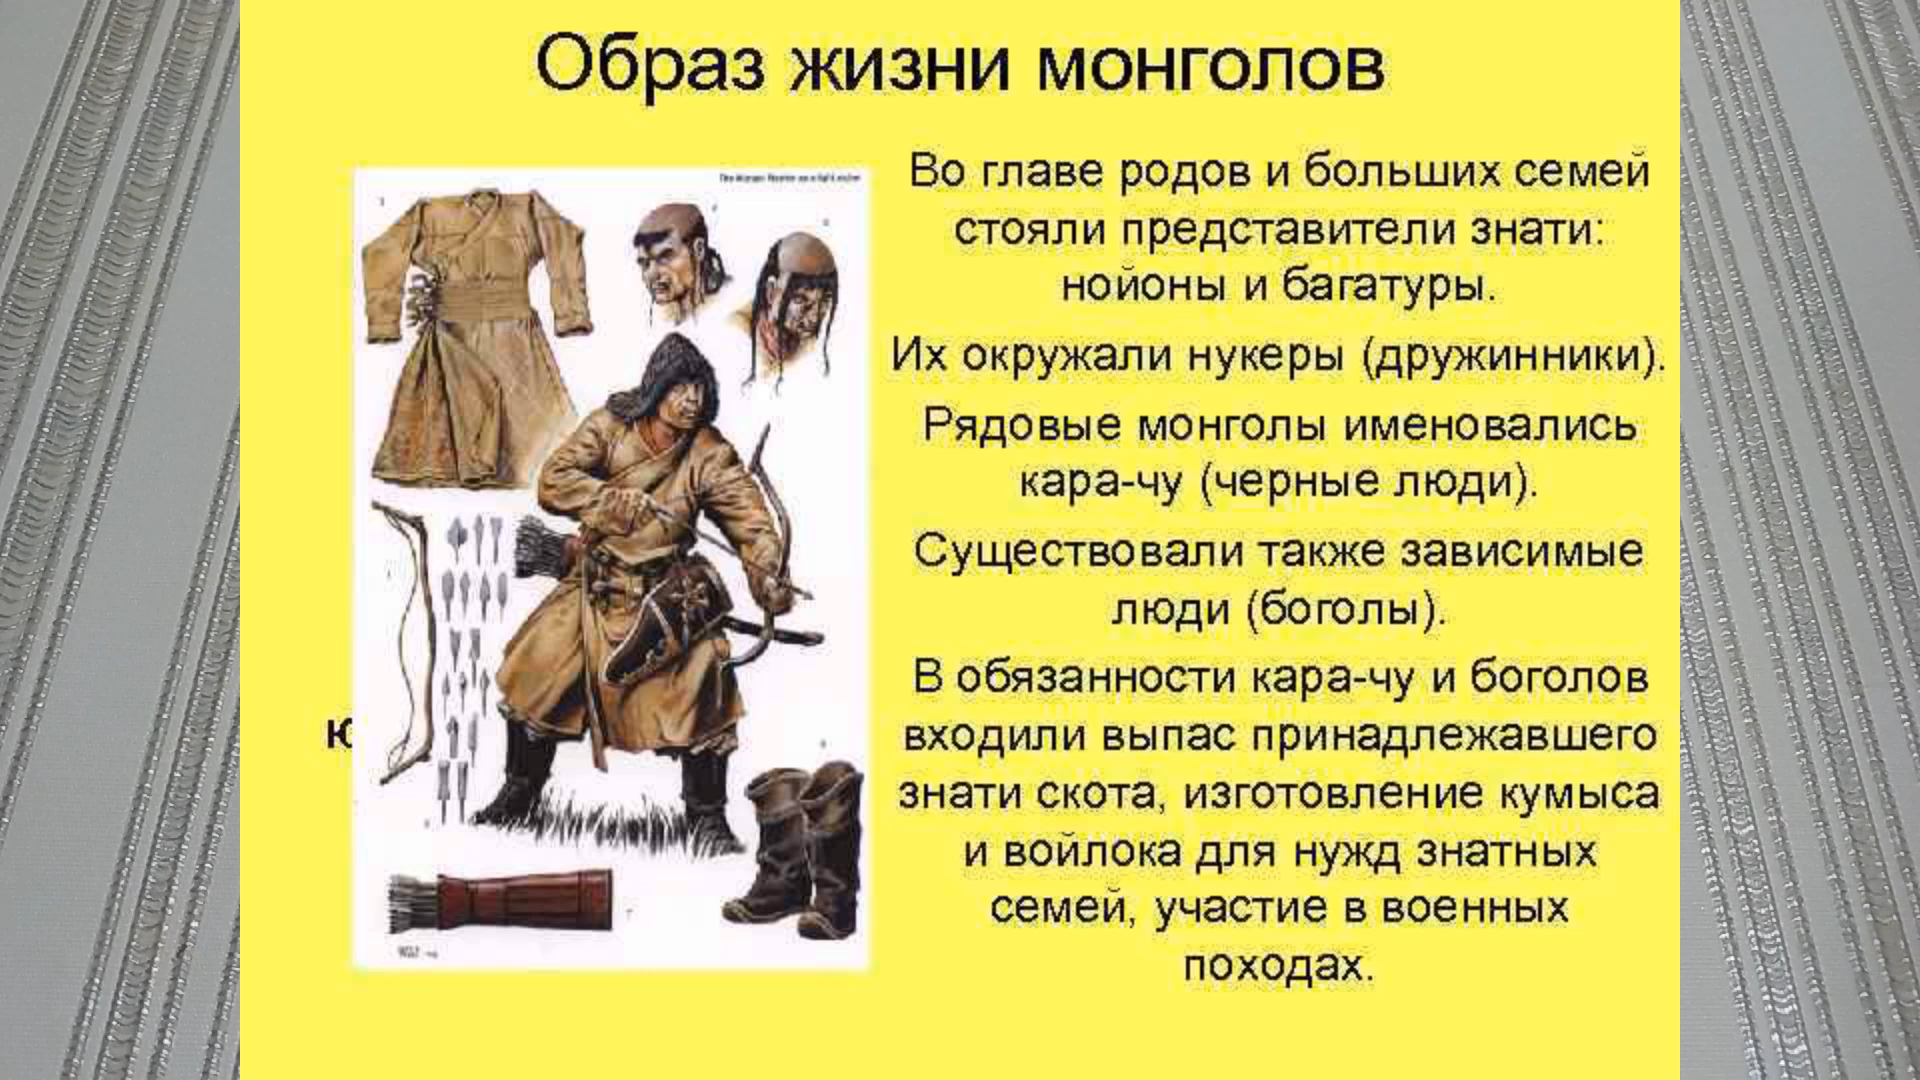 Образ жизни монголов
Во главе родов и больших семей
стояли представители знати:
нойоны и багатуры.
Их окружали нукеры (дружинники).
Рядовые монголы именовались
кара-чу (черные люди).
Существовали также зависимые
люди (боголы).
В обязанности кара-чу и боголов
входили выпас принадлежавшего
знати скота, изготовление кумыса
и войлока для нужд знатных
семей, участие в военных
походах.